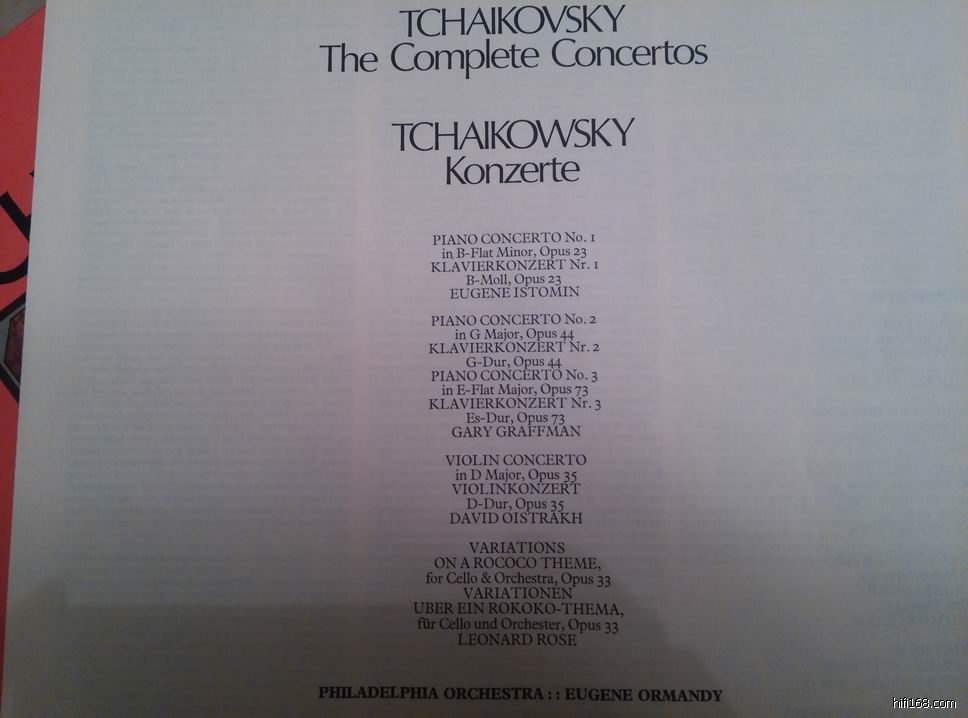 TCHAIKOVSKY
The Complete Concertos
TCHAIKOWSKY
Konzerte
PIANO CONCERTO No. 1
in B-Flat Minor, Opus 23
KLAVIERKONZERT Nr. 1
B-Moll, Opus 23
EUGENE ISTOMIN
PIANO CONCERTO No. 2
in G Major, Opus 44
KLAVIERKONZERT Nr. 2
G-Dur, Opus 44
PIANO CONCERTO No. 3
in E-Flat Major, Opus 73
KLAVIERKONZERT Nr. 3
Es-Dur, Opus 73
GARY GRAFFMAN
VIOLIN CONCERTO
in D Major, Opus 35
VIOLINKONZERT
D-Dur, Opus 35
DAVID OISTRAKH
VARIATIONS
ON A ROCOCO THEME,
for Cello & Orchestra, Opus 33
VARIATIONEN
UBER EIN ROKOKO-THEMA,
für Cello und Orchester, Opus 33
LEONARD ROSE
PHILADELPHIA ORCHESTRA : : EUGENE ORMANDY
hifi168.com